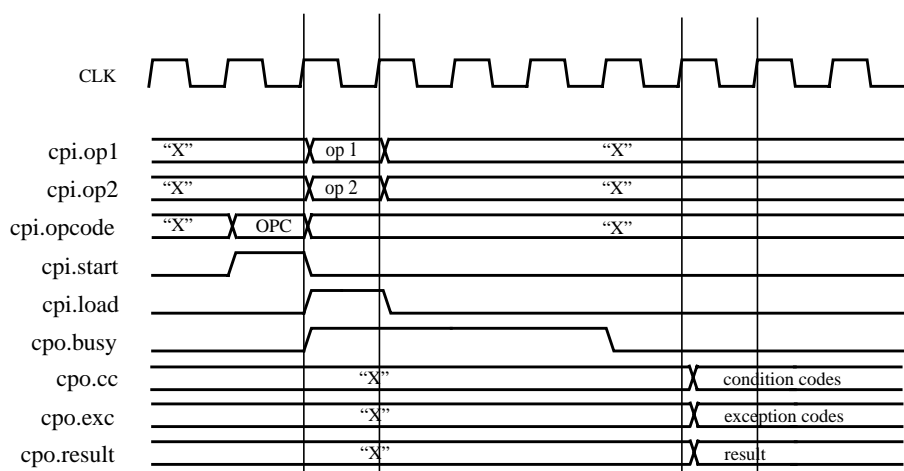 CLK
cpi.op1 “X” op 1 “X”
cpi.op2 “X” op 2 “X”
cpi.opcode “X” OPC “X”
cpi.start
cpi.load
cpo.busy
cpo.cc “X” condition codes
cpo.exc “X” exception codes
cpo.result “X” result